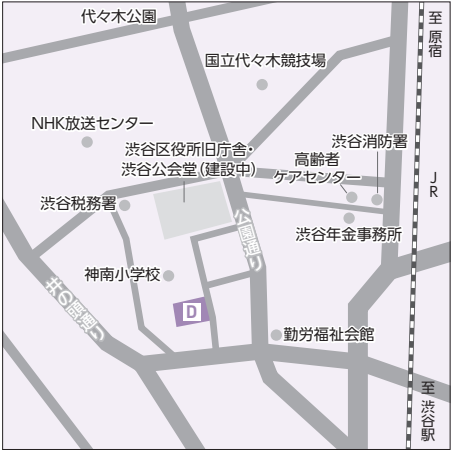 代々木公園
至 原宿
国立代々木競技場
NHK放送センター
渋谷区役所旧庁舎・
渋谷公会堂(建設中)
渋谷消防署
高齢者
ケアセンター
JR
渋谷税務署
公園通り
渋谷年金事務所
神南小学校
井の頭通り
D
勤労福祉会館
至 渋谷駅